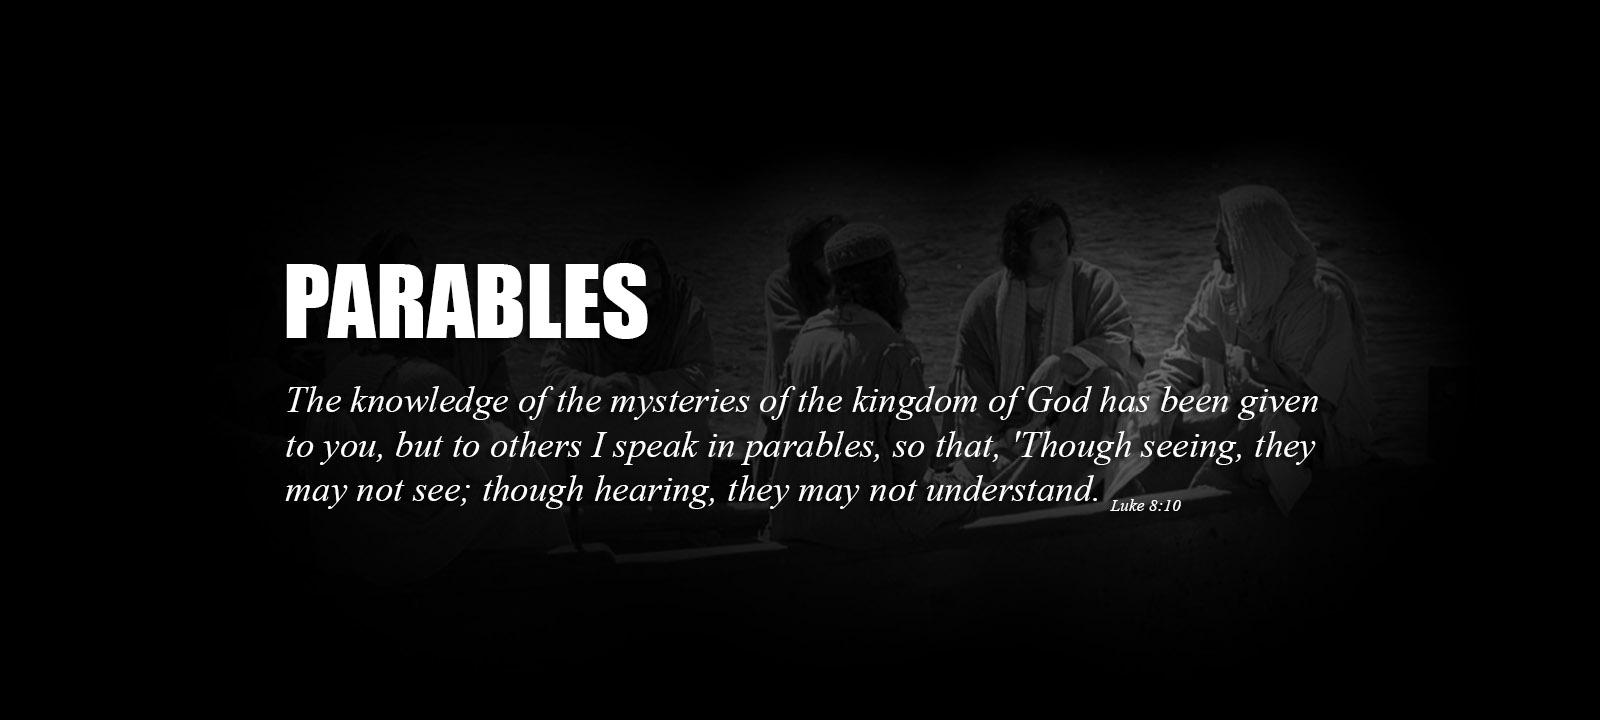 PARABLES
The knowledge of the mysteries of the kingdom of God has been given
to you, but to others I speak in parables, so that, 'Though seeing, they
may not see; though hearing, they may not understand. Luke 8:10